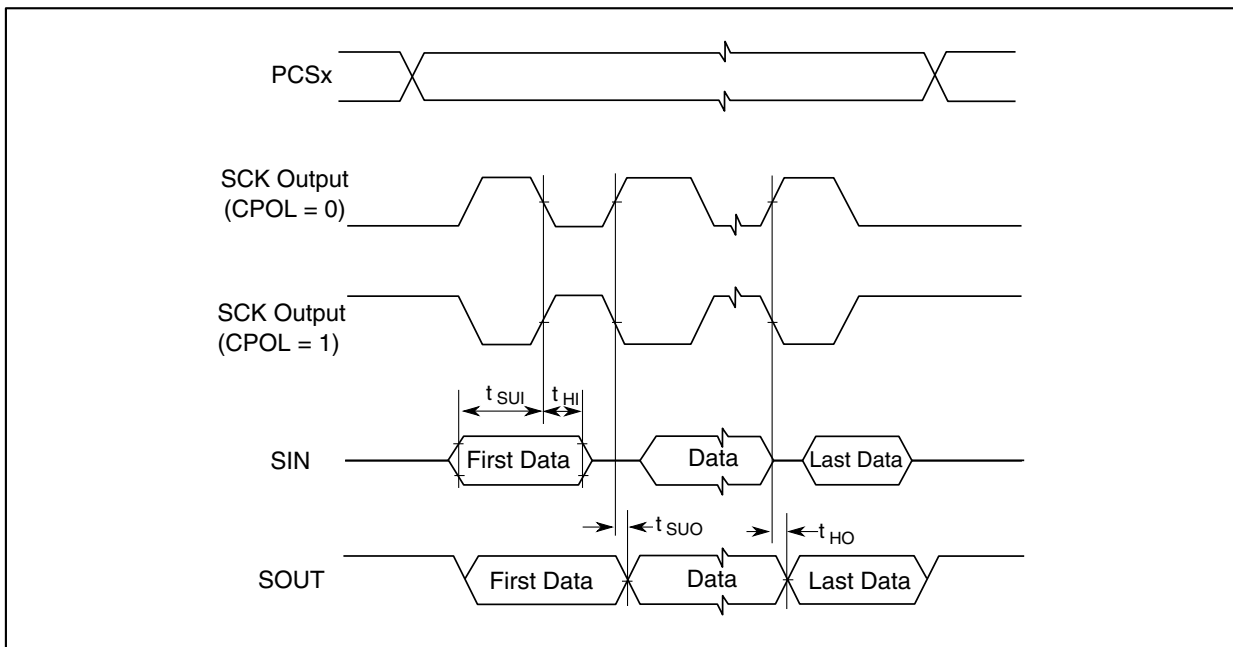 PCSx
SCK Output
(CPOL = 0)
SCK Output
(CPOL = 1)
t SUI
t HI
SIN
First Data
Data
Last Data
t SUO
t HO
SOUT
First Data
Data
Last Data